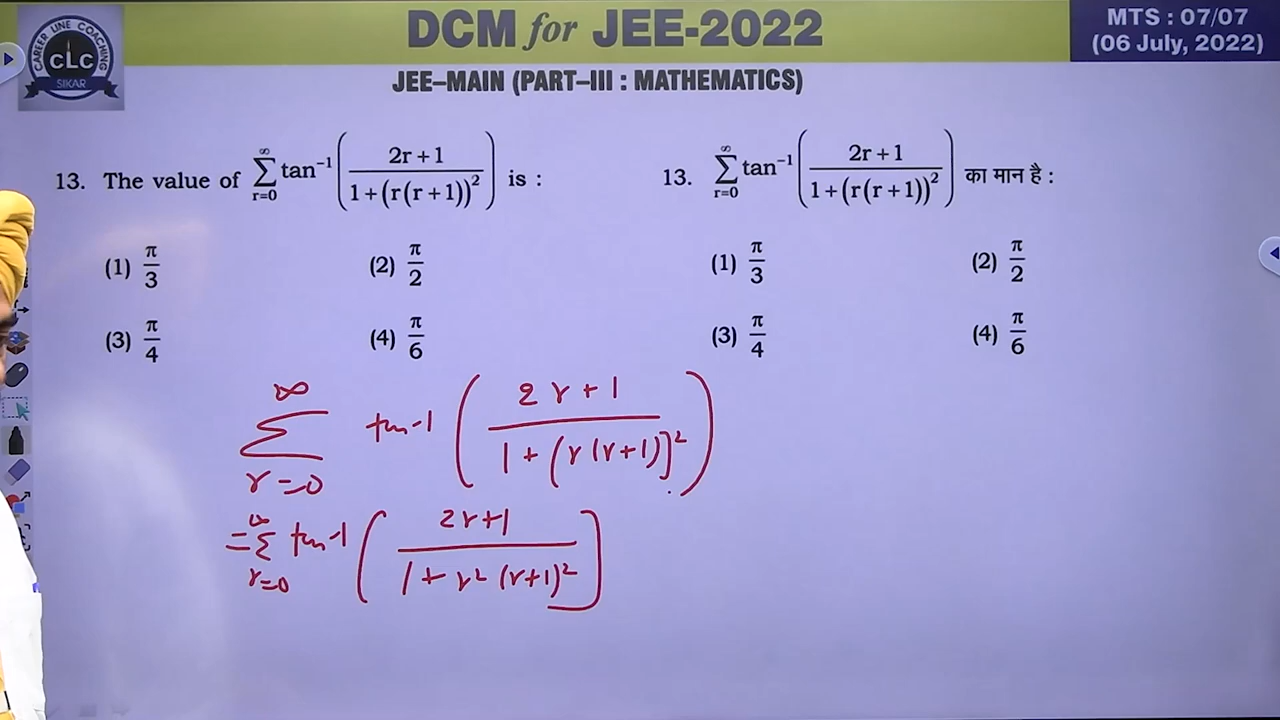 CAREER LINE COACHING
CLC
SIKAR
DCM for JEE-2022
MTS : 07/07
(06 July, 2022)
JEE–MAIN (PART–III : MATHEMATICS)
13. The value of ∑_{r=0}^{∞} tan⁻¹((2r+1)/(1+(r(r+1))²)) is :
(1) π/3 (2) π/2
(3) π/4 (4) π/6
13. ∑_{r=0}^{∞} tan⁻¹((2r+1)/(1+(r(r+1))²)) का मान है :
(1) π/3 (2) π/2
(3) π/4 (4) π/6
∑_{r=0}^{∞} tan-1 ((2r+1)/(1+(r(r+1)]²))
= ∑_{r=0}^{∞} tan-1 ((2r+1)/(1+r²(r+1)²)]